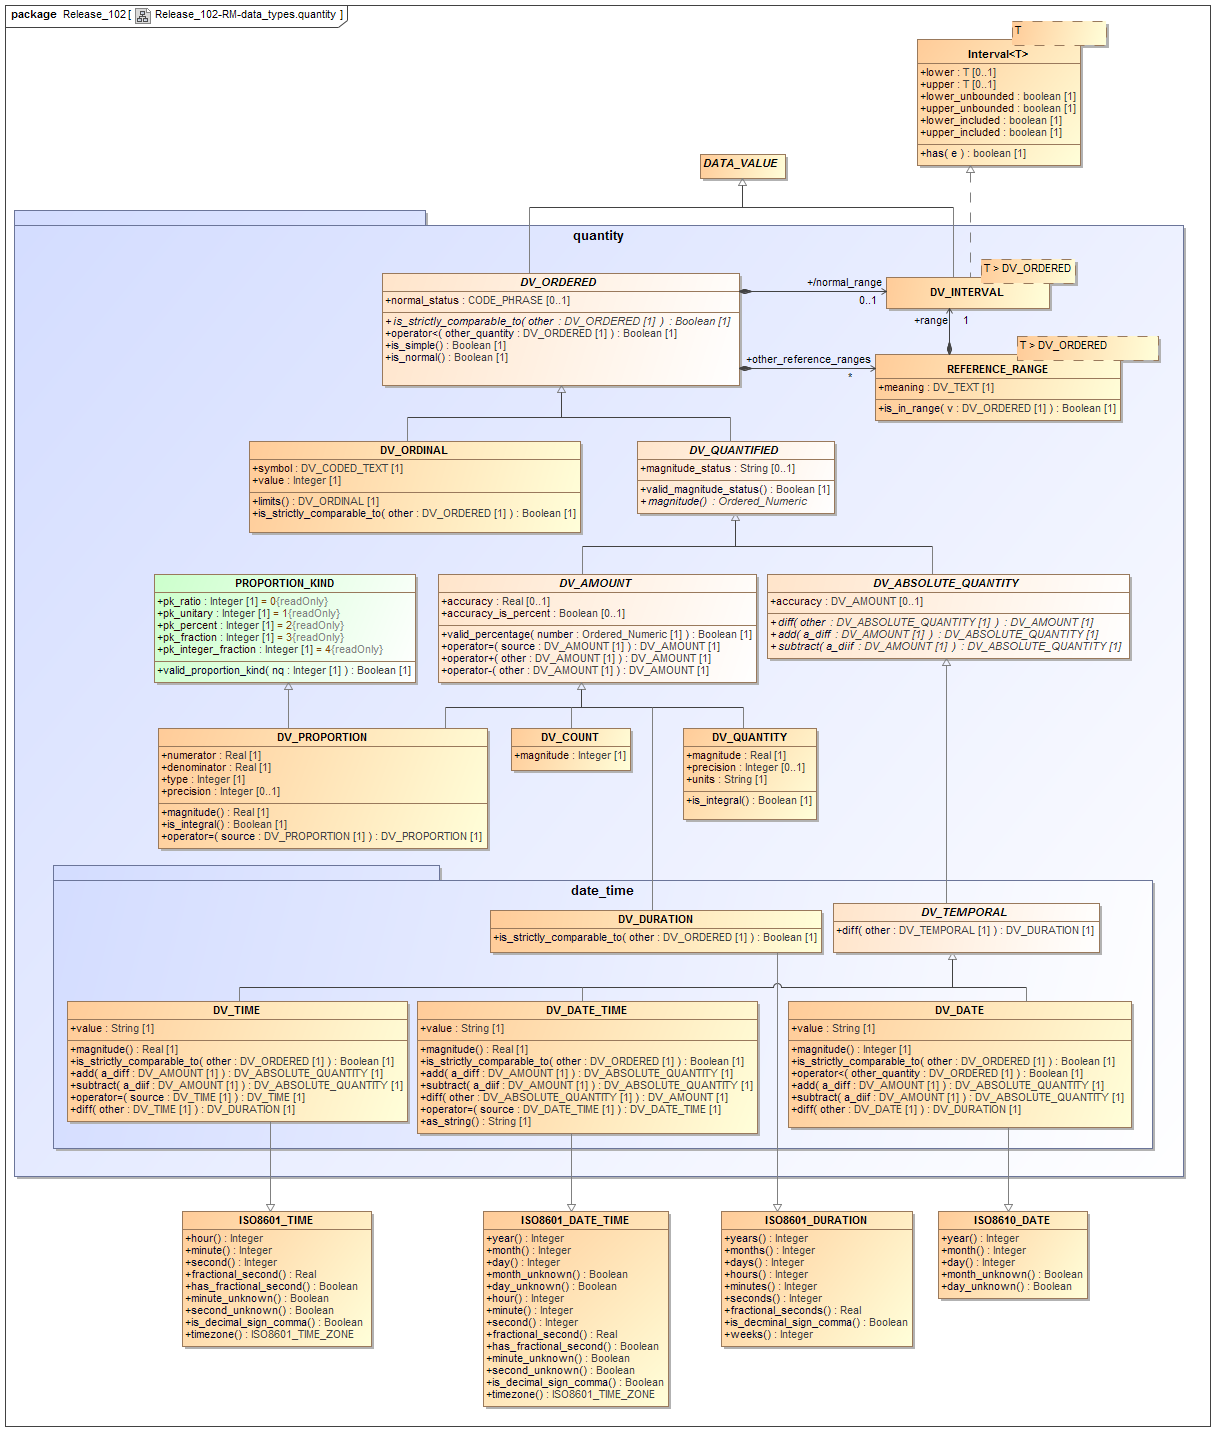 package Release_102 [ Release_102-RM-data_types.quantity ]
T
Interval<T>
+lower : T [0..1]
+upper : T [0..1]
+lower_unbounded : boolean [1]
+upper_unbounded : boolean [1]
+lower_included : boolean [1]
+upper_included : boolean [1]
+has( e ) : boolean [1]
DATA_VALUE
quantity
DV_ORDERED
+normal_status : CODE_PHRASE [0..1]
+is_strictly_comparable_to( other : DV_ORDERED [1] ) : Boolean [1]
+operator<( other_quantity : DV_ORDERED [1] ) : Boolean [1]
+is_simple() : Boolean [1]
+is_normal() : Boolean [1]
+/normal_range
0..1
T > DV_ORDERED
DV_INTERVAL
+range 1
+other_reference_ranges
*
T > DV_ORDERED
REFERENCE_RANGE
+meaning : DV_TEXT [1]
+is_in_range( v : DV_ORDERED [1] ) : Boolean [1]
DV_ORDINAL
+symbol : DV_CODED_TEXT [1]
+value : Integer [1]
+limits() : DV_ORDINAL [1]
+is_strictly_comparable_to( other : DV_ORDERED [1] ) : Boolean [1]
DV_QUANTIFIED
+magnitude_status : String [0..1]
+valid_magnitude_status() : Boolean [1]
+magnitude() : Ordered_Numeric
PROPORTION_KIND
+pk_ratio : Integer [1] = 0{readOnly}
+pk_unitary : Integer [1] = 1{readOnly}
+pk_percent : Integer [1] = 2{readOnly}
+pk_fraction : Integer [1] = 3{readOnly}
+pk_integer_fraction : Integer [1] = 4{readOnly}
+valid_proportion_kind( nq : Integer [1] ) : Boolean [1]
DV_AMOUNT
+accuracy : Real [0..1]
+accuracy_is_percent : Boolean [0..1]
+valid_percentage( number : Ordered_Numeric [1] ) : Boolean [1]
+operator=( source : DV_AMOUNT [1] ) : DV_AMOUNT [1]
+operator+( other : DV_AMOUNT [1] ) : DV_AMOUNT [1]
+operator-( other : DV_AMOUNT [1] ) : DV_AMOUNT [1]
DV_ABSOLUTE_QUANTITY
+accuracy : DV_AMOUNT [0..1]
+diff( other : DV_ABSOLUTE_QUANTITY [1] ) : DV_AMOUNT [1]
+add( a_diff : DV_AMOUNT [1] ) : DV_ABSOLUTE_QUANTITY [1]
+subtract( a_diif : DV_AMOUNT [1] ) : DV_ABSOLUTE_QUANTITY [1]
DV_PROPORTION
+numerator : Real [1]
+denominator : Real [1]
+type : Integer [1]
+precision : Integer [0..1]
+magnitude() : Real [1]
+is_integral() : Boolean [1]
+operator=( source : DV_PROPORTION [1] ) : DV_PROPORTION [1]
DV_COUNT
+magnitude : Integer [1]
DV_QUANTITY
+magnitude : Real [1]
+precision : Integer [0..1]
+units : String [1]
+is_integral() : Boolean [1]
date_time
DV_DURATION
+is_strictly_comparable_to( other : DV_ORDERED [1] ) : Boolean [1]
DV_TEMPORAL
+diff( other : DV_TEMPORAL [1] ) : DV_DURATION [1]
DV_TIME
+value : String [1]
+magnitude() : Real [1]
+is_strictly_comparable_to( other : DV_ORDERED [1] ) : Boolean [1]
+add( a_diff : DV_AMOUNT [1] ) : DV_ABSOLUTE_QUANTITY [1]
+subtract( a_diif : DV_AMOUNT [1] ) : DV_ABSOLUTE_QUANTITY [1]
+operator=( source : DV_TIME [1] ) : DV_TIME [1]
+diff( other : DV_TIME [1] ) : DV_DURATION [1]
DV_DATE_TIME
+value : String [1]
+magnitude() : Real [1]
+is_strictly_comparable_to( other : DV_ORDERED [1] ) : Boolean [1]
+add( a_diff : DV_AMOUNT [1] ) : DV_ABSOLUTE_QUANTITY [1]
+subtract( a_diif : DV_AMOUNT [1] ) : DV_ABSOLUTE_QUANTITY [1]
+diff( other : DV_ABSOLUTE_QUANTITY [1] ) : DV_AMOUNT [1]
+operator=( source : DV_DATE_TIME [1] ) : DV_DATE_TIME [1]
+as_string() : String [1]
DV_DATE
+value : String [1]
+magnitude() : Integer [1]
+is_strictly_comparable_to( other : DV_ORDERED [1] ) : Boolean [1]
+operator<( other_quantity : DV_ORDERED [1] ) : Boolean [1]
+add( a_diff : DV_AMOUNT [1] ) : DV_ABSOLUTE_QUANTITY [1]
+subtract( a_diif : DV_AMOUNT [1] ) : DV_ABSOLUTE_QUANTITY [1]
+diff( other : DV_DATE [1] ) : DV_DURATION [1]
ISO8601_TIME
+hour() : Integer
+minute() : Integer
+second() : Integer
+fractional_second() : Real
+has_fractional_second() : Boolean
+minute_unknown() : Boolean
+second_unknown() : Boolean
+is_decimal_sign_comma() : Boolean
+timezone() : ISO8601_TIME_ZONE
ISO8601_DATE_TIME
+year() : Integer
+month() : Integer
+day() : Integer
+month_unknown() : Boolean
+day_unknown() : Boolean
+hour() : Integer
+minute() : Integer
+second() : Integer
+fractional_second() : Real
+has_fractional_second() : Boolean
+minute_unknown() : Boolean
+second_unknown() : Boolean
+is_decimal_sign_comma() : Boolean
+timezone() : ISO8601_TIME_ZONE
ISO8601_DURATION
+years() : Integer
+months() : Integer
+days() : Integer
+hours() : Integer
+minutes() : Integer
+seconds() : Integer
+fractional_seconds() : Real
+is_decminal_sign_comma() : Boolean
+weeks() : Integer
ISO8610_DATE
+year() : Integer
+month() : Integer
+day() : Integer
+month_unknown() : Boolean
+day_unknown() : Boolean